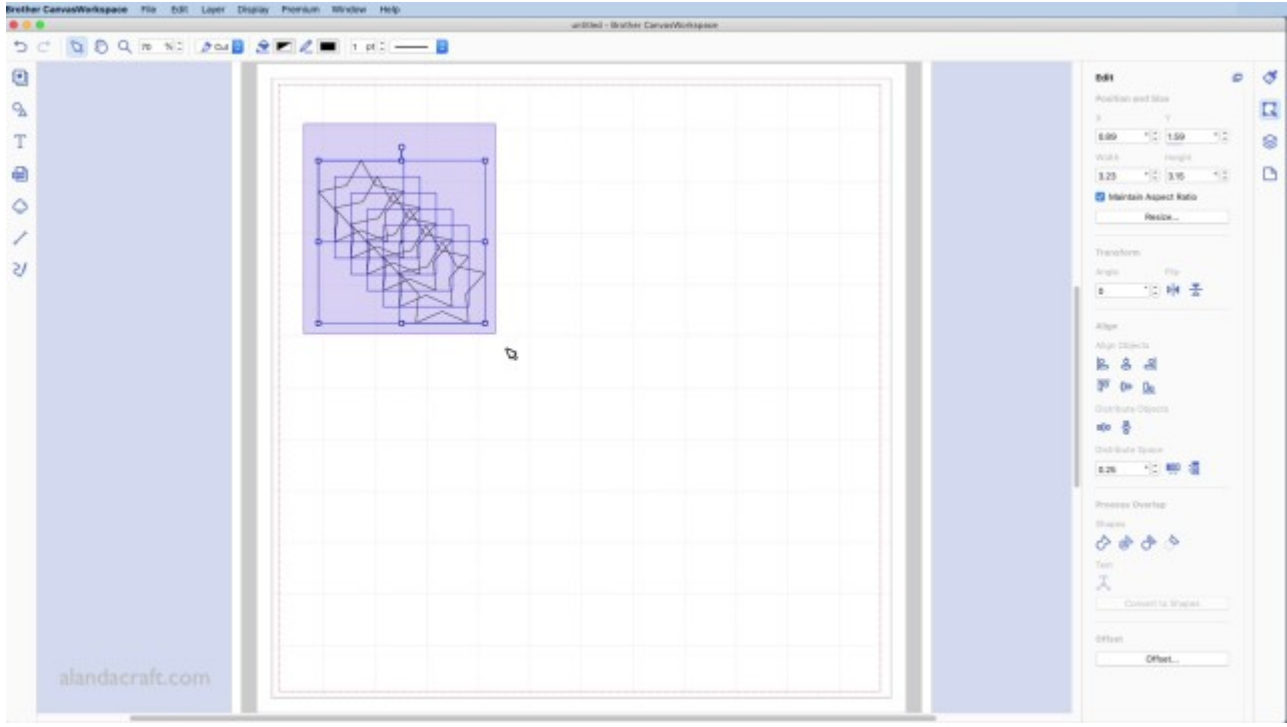 Brother CanvasWorkspace File Edit Layer Display Premium Window Help
untitled - Brother CanvasWorkspace
70 % Cut 1 pt
Edit
Position and Size
X Y
0.89 " 1.59 "
Width Height
3.23 " 3.15 "
Maintain Aspect Ratio
Resize...
Transform
Angle Flip
0 °
Align
Align Objects
Distribute Objects
Distribute Space
0.25 "
Process Overlap
Shapes
Text
Convert to Shapes
Offset
Offset...
alandacraft.com